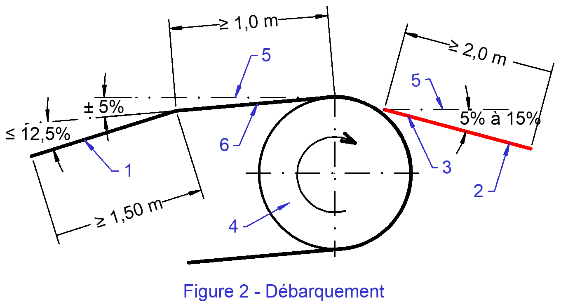 ≥ 1,0 m
≥ 2,0 m
5
5
± 5%
5% à 15%
≤ 12,5%
6
1
3
2
≥ 1,50 m
4
Figure 2 - Débarquement